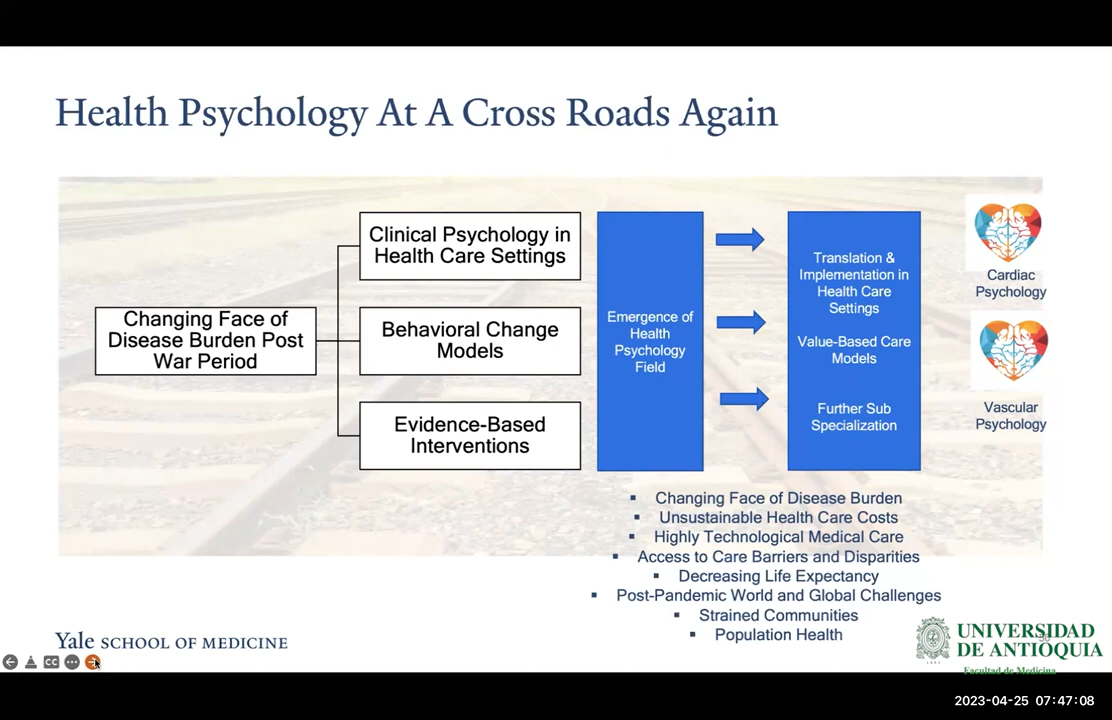 Health Psychology At A Cross Roads Again
Changing Face of
Disease Burden Post
War Period
Clinical Psychology in
Health Care Settings
Behavioral Change
Models
Evidence-Based
Interventions
Emergence of
Health
Psychology
Field
Translation &
Implementation in
Health Care
Settings
Value-Based Care
Models
Further Sub
Specialization
Cardiac
Psychology
Vascular
Psychology
▪ Changing Face of Disease Burden
▪ Unsustainable Health Care Costs
▪ Highly Technological Medical Care
▪ Access to Care Barriers and Disparities
▪ Decreasing Life Expectancy
▪ Post-Pandemic World and Global Challenges
▪ Strained Communities
▪ Population Health
Yale SCHOOL OF MEDICINE
CC
UNIVERSIDAD
DE ANTIOQUIA
Facultad de Medicina
2023-04-25 07:47:08